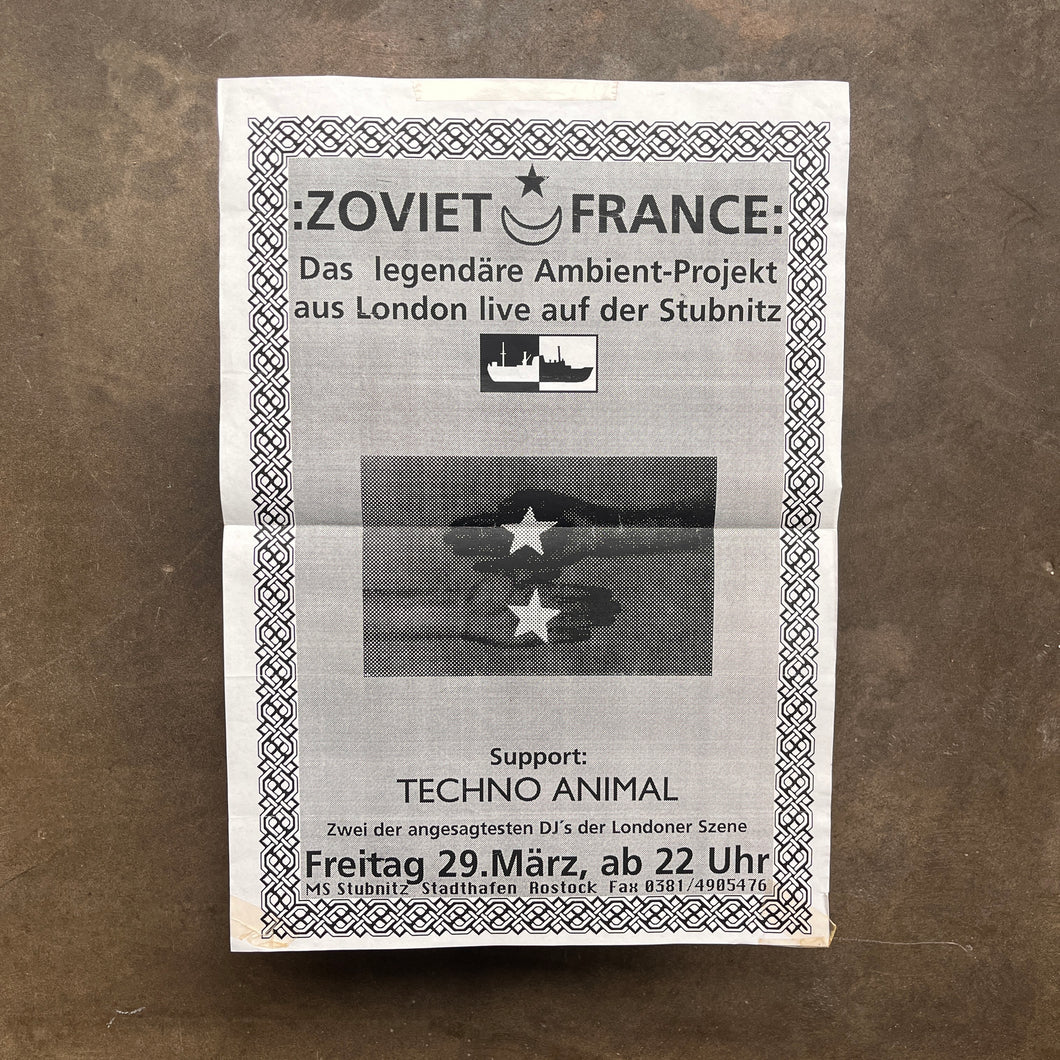 :ZOVIET FRANCE:
Das legendäre Ambient-Projekt
aus London live auf der Stubnitz
Support:
TECHNO ANIMAL
Zwei der angesagtesten DJ´s der Londoner Szene
Freitag 29.März, ab 22 Uhr
MS Stubnitz Stadthafen Rostock Fax 0381/4905476